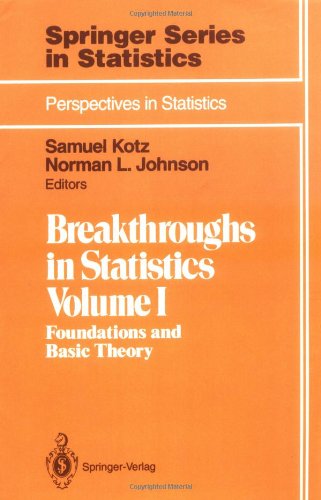 Springer Series
in Statistics
Perspectives in Statistics
Samuel Kotz
Norman L. Johnson
Editors
Breakthroughs
in Statistics
Volume I
Foundations and
Basic Theory
Springer-Verlag